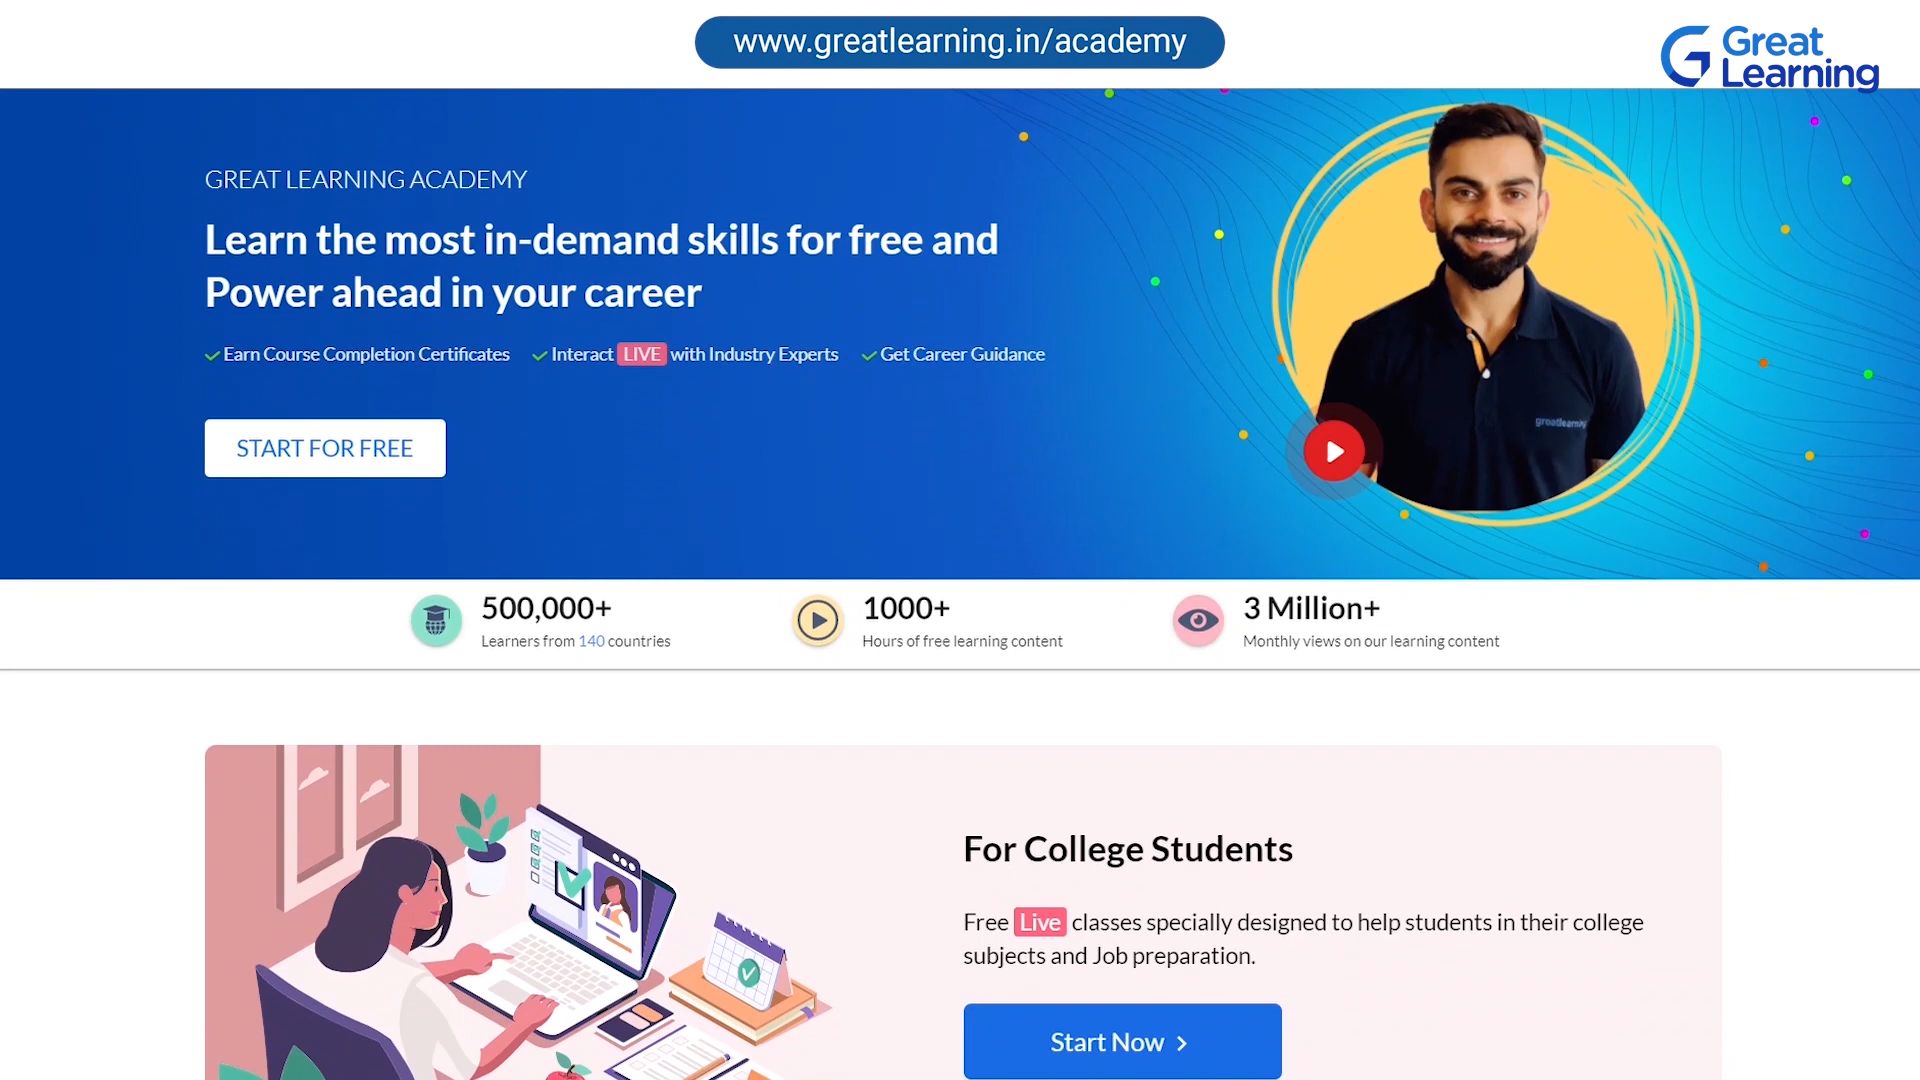 www.greatlearning.in/academy
Great
Learning
GREAT LEARNING ACADEMY
Learn the most in-demand skills for free and
Power ahead in your career
Earn Course Completion Certificates Interact LIVE with Industry Experts Get Career Guidance
greatlearning
START FOR FREE
500,000+
Learners from 140 countries
1000+
Hours of free learning content
3 Million+
Monthly views on our learning content
For College Students
Free Live classes specially designed to help students in their college
subjects and Job preparation.
Start Now